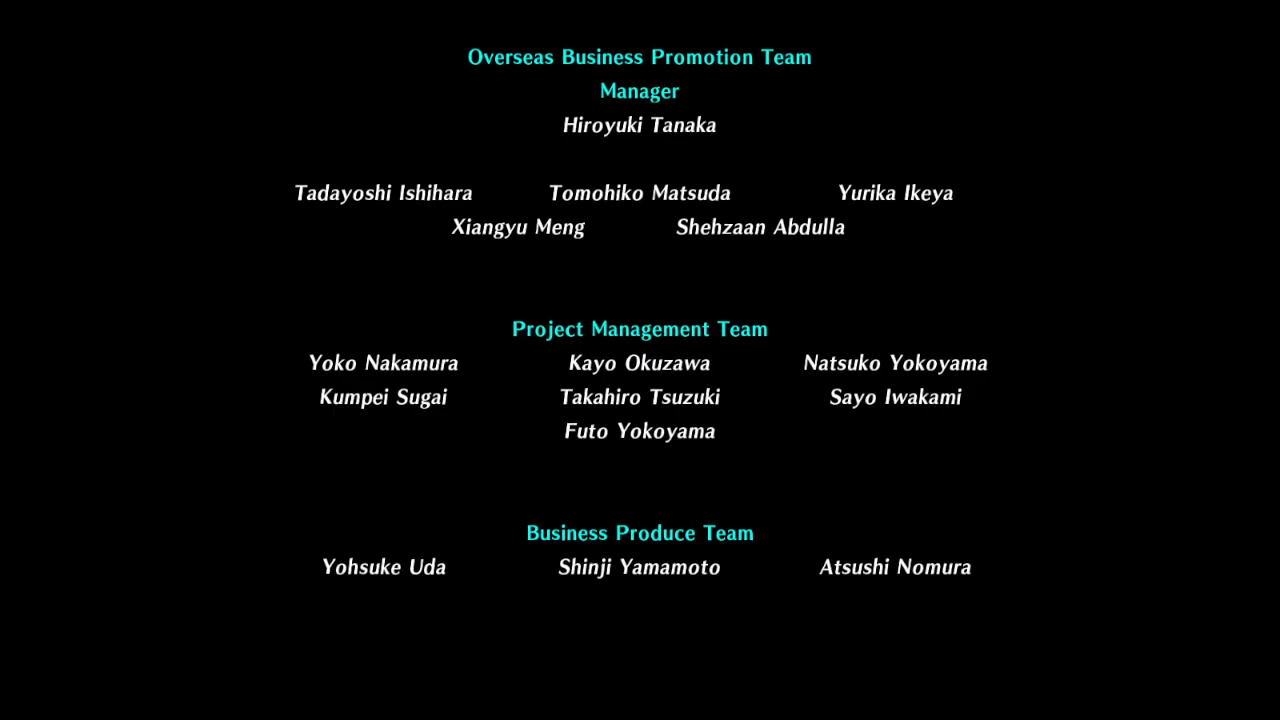 Overseas Business Promotion Team
Manager
Hiroyuki Tanaka
Tadayoshi Ishihara Tomohiko Matsuda Yurika Ikeya
Xiangyu Meng Shehzaan Abdulla
Project Management Team
Yoko Nakamura Kayo Okuzawa Natsuko Yokoyama
Kumpei Sugai Takahiro Tsuzuki Sayo Iwakami
Futo Yokoyama
Business Produce Team
Yohsuke Uda Shinji Yamamoto Atsushi Nomura